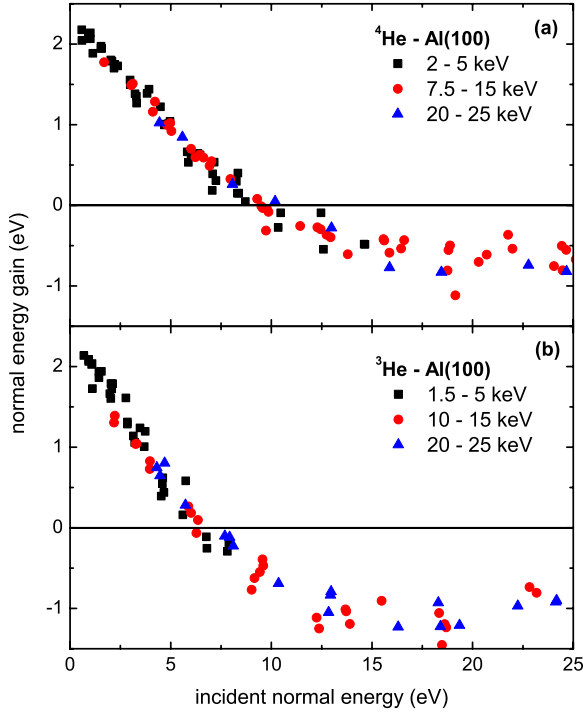 (a)
⁴He - Al(100)
2 - 5 keV
7.5 - 15 keV
20 - 25 keV
2
1
0
-1
normal energy gain (eV)
(b)
³He - Al(100)
1.5 - 5 keV
10 - 15 keV
20 - 25 keV
2
1
0
-1
0 5 10 15 20 25
incident normal energy (eV)